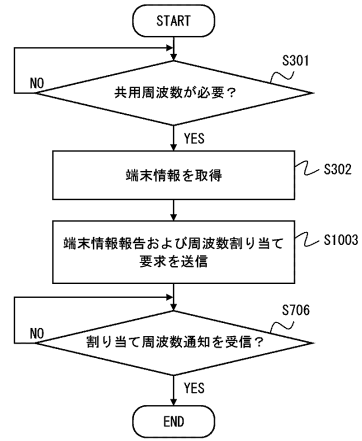 START
S301
共用周波数が必要?
NO
YES
端末情報を取得
S302
端末情報報告および周波数割り当て
要求を送信
S1003
S706
割り当て周波数通知を受信?
NO
YES
END